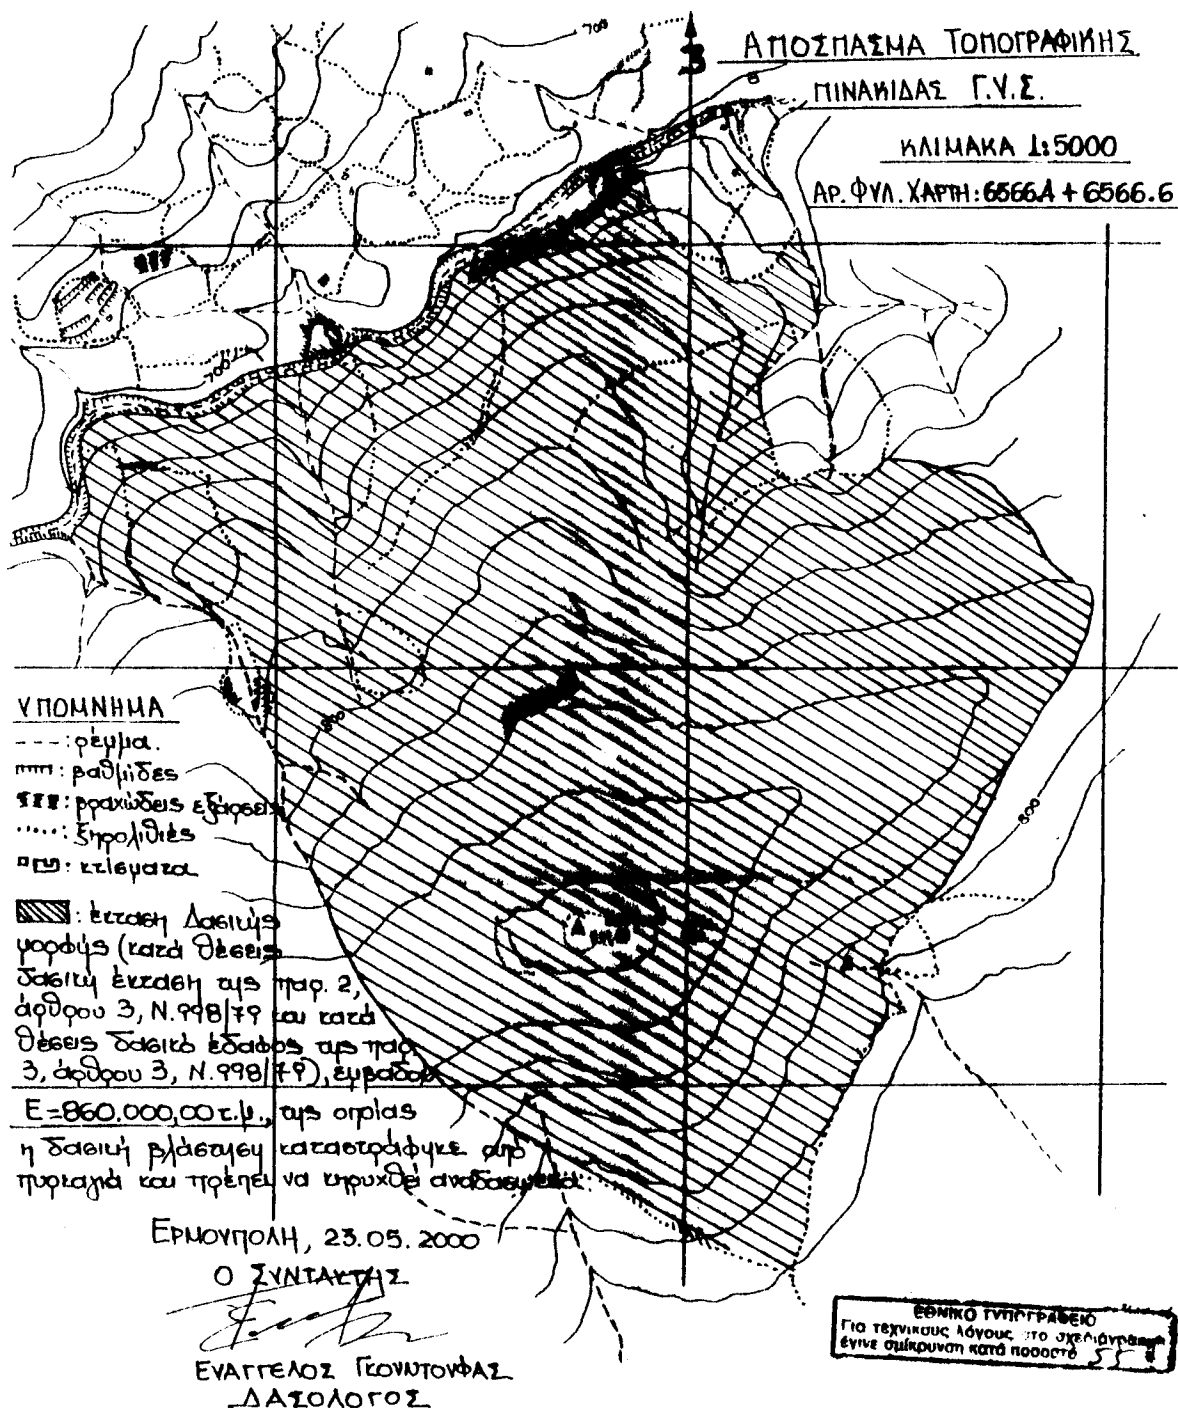 700
Β
ΑΠΟΣΠΑΣΜΑ ΤΟΠΟΓΡΑΦΙΚΗΣ
ΠΙΝΑΚΙΔΑΣ Γ.Υ.Σ.
ΚΛΙΜΑΚΑ 1:5000
ΑΡ. ΦΥΛ. ΧΑΡΤΗ: 6566.4 + 6566.6
700
800
800
ΥΠΟΜΝΗΜΑ
---: ρέμμα.
: βαθμίδες
: βραχώδεις εξάρσεις
.....: ξηρολιθιές
: κτίσματα
: έκταση Δασικής
μορφής (κατά θέσεις
δασική έκταση της παρ. 2,
άρθρου 3, Ν.998/79 και κατά
θέσεις δασικό έδαφος της παρ.
3, άρθρου 3, Ν.998/79), εμβαδού
Ε=860.000,00 τ.μ., της οποίας
η δασική βλάστηση καταστράφηκε από
πυρκαγιά και πρέπει να κηρυχθεί αναδασωτέα.
ΕΡΜΟΥΠΟΛΗ, 23.05.2000
Ο ΣΥΝΤΑΚΤΗΣ
ΕΥΑΓΓΕΛΟΣ ΓΚΟΥΝΤΟΥΦΑΣ
ΔΑΣΟΛΟΓΟΣ
ΕΘΝΙΚΟ ΤΥΠΟΓΡΑΦΕΙΟ
Για τεχνικούς λόγους στο σχεδιάγραμμα
έγινε σμίκρυνση κατά ποσοστό 55